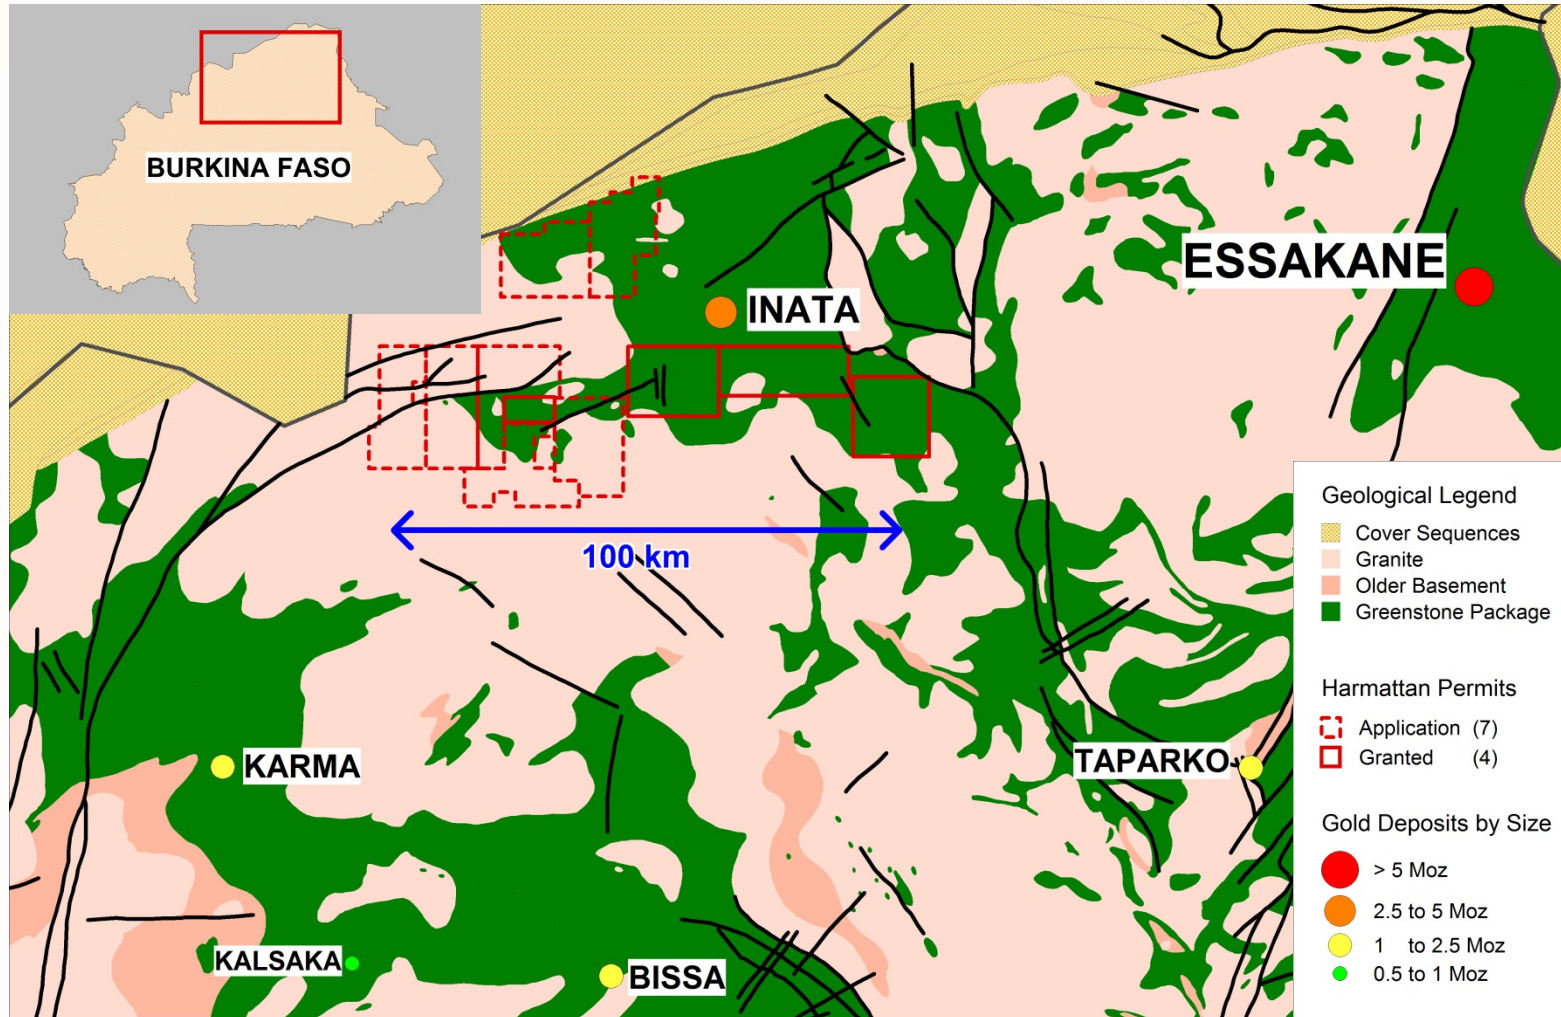 BURKINA FASO
ESSAKANE
INATA
100 km
KARMA
TAPARKO
KALSAKA
BISSA
Geological Legend
Cover Sequences
Granite
Older Basement
Greenstone Package
Harmattan Permits
Application (7)
Granted (4)
Gold Deposits by Size
> 5 Moz
2.5 to 5 Moz
1 to 2.5 Moz
0.5 to 1 Moz